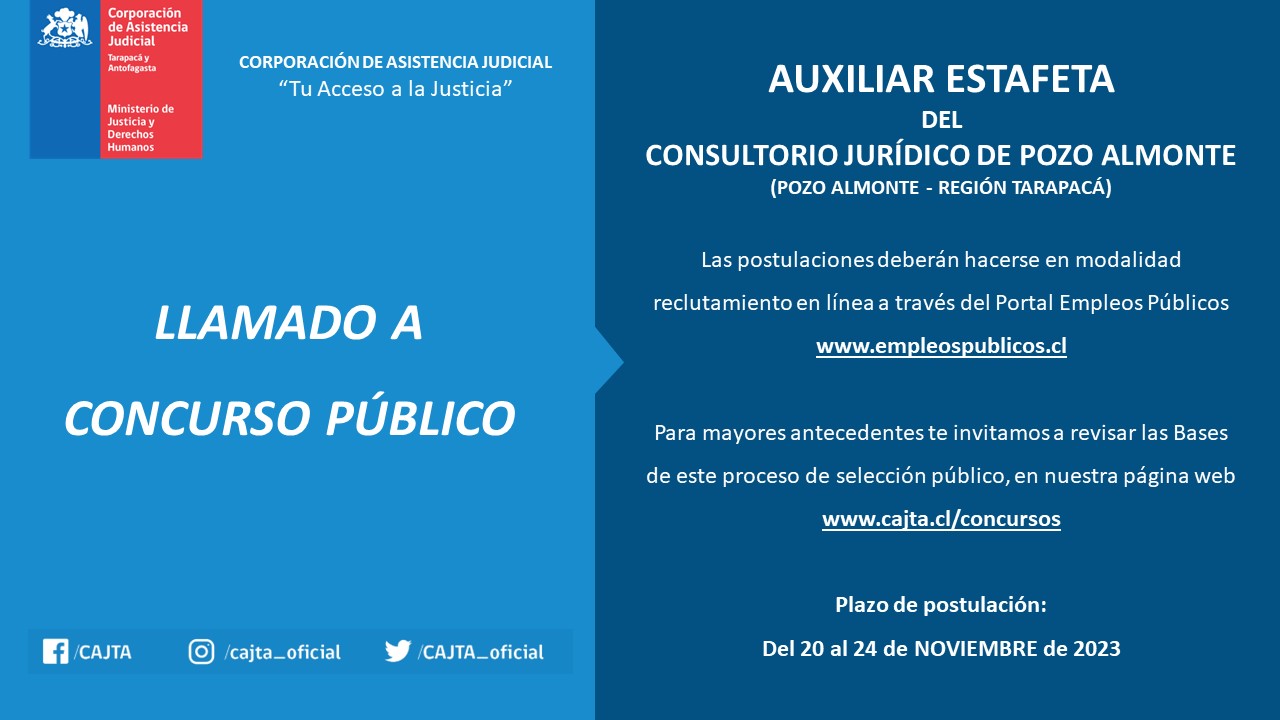 Corporación
de Asistencia
Judicial
Tarapacá y
Antofagasta
Ministerio de
Justicia y
Derechos
Humanos
CORPORACIÓN DE ASISTENCIA JUDICIAL
“Tu Acceso a la Justicia”
LLAMADO A
CONCURSO PÚBLICO
/CAJTA
/cajta_oficial
/CAJTA_oficial
AUXILIAR ESTAFETA
DEL
CONSULTORIO JURÍDICO DE POZO ALMONTE
(POZO ALMONTE - REGIÓN TARAPACÁ)
Las postulaciones deberán hacerse en modalidad
reclutamiento en línea a través del Portal Empleos Públicos
www.empleospublicos.cl
Para mayores antecedentes te invitamos a revisar las Bases
de este proceso de selección público, en nuestra página web
www.cajta.cl/concursos
Plazo de postulación:
Del 20 al 24 de NOVIEMBRE de 2023